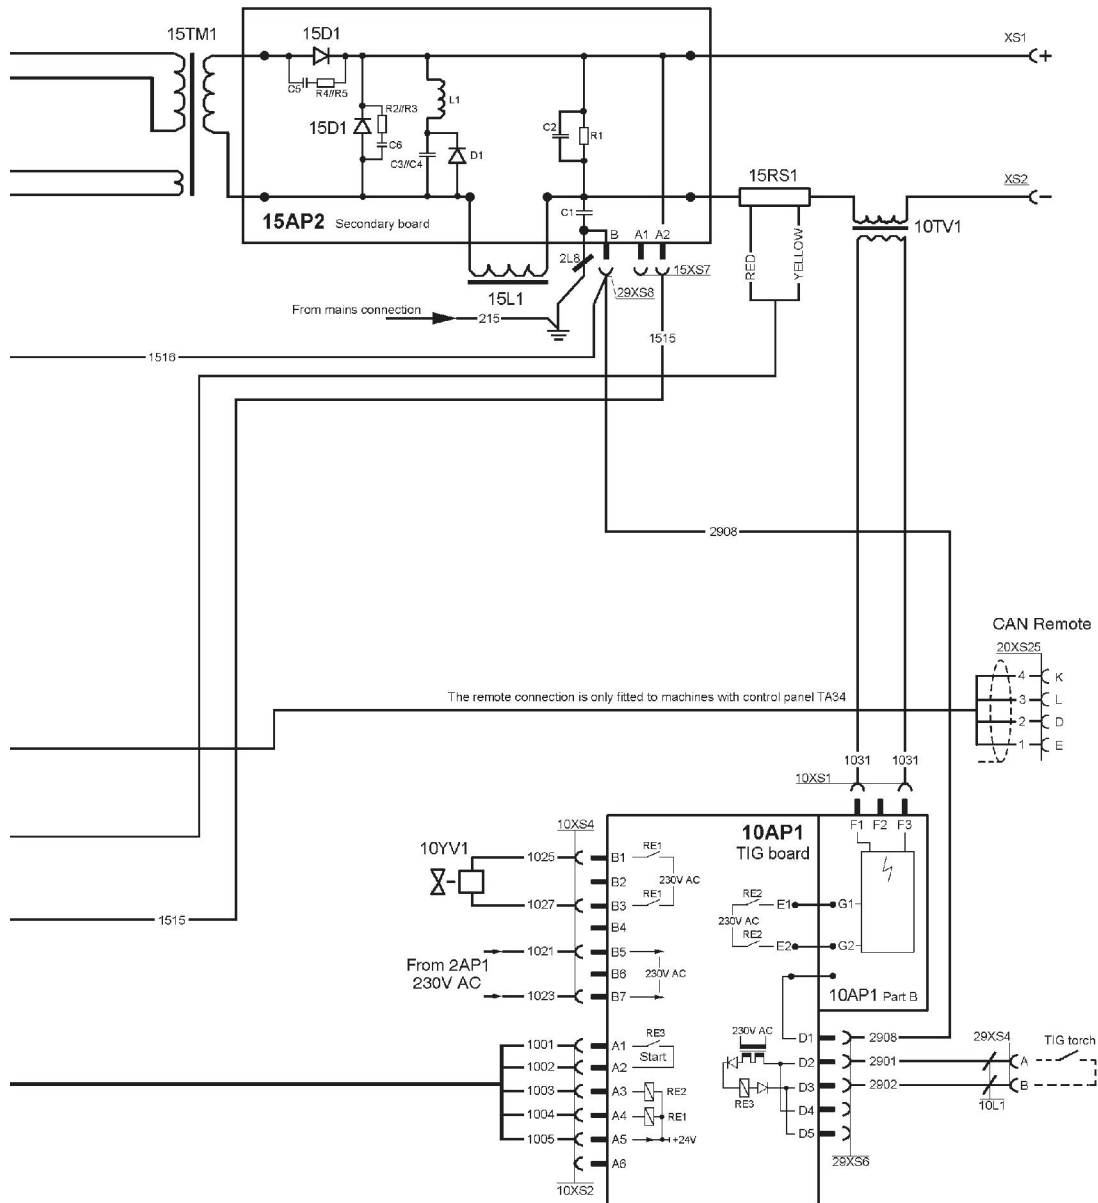 15TM1
15D1
XS1
+
C5
R4//R5
L1
R2//R3
15D1
C6
C3//C4
D1
C2
R1
15RS1
XS2
−
C1
15AP2 Secondary board
B A1 A2
10TV1
RED
YELLOW
2L8
15XS7
29XS8
15L1
From mains connection
215
1516
1515
2908
CAN Remote
20XS25
4 K
The remote connection is only fitted to machines with control panel TA34
3 L
2 D
1 E
1031 1031
10XS1
F1 F2 F3
10XS4
10AP1
TIG board
10YV1
1025 B1 RE1
230V AC
B2
1027 B3 RE1
B4
RE2
E1 G1
230V AC
RE2
E2 G2
1515
1021 B5
From 2AP1
230V AC
B6 230V AC
1023 B7
10AP1 Part B
1001 A1 RE3
Start
1002 A2
1003 A3 RE2
1004 A4 RE1
1005 A5 +24V
A6
10XS2
230V AC
D1 2908
29XS4
TIG torch
D2 2901 A
D3 2902 B
RE3
10L1
D4
D5
29XS6